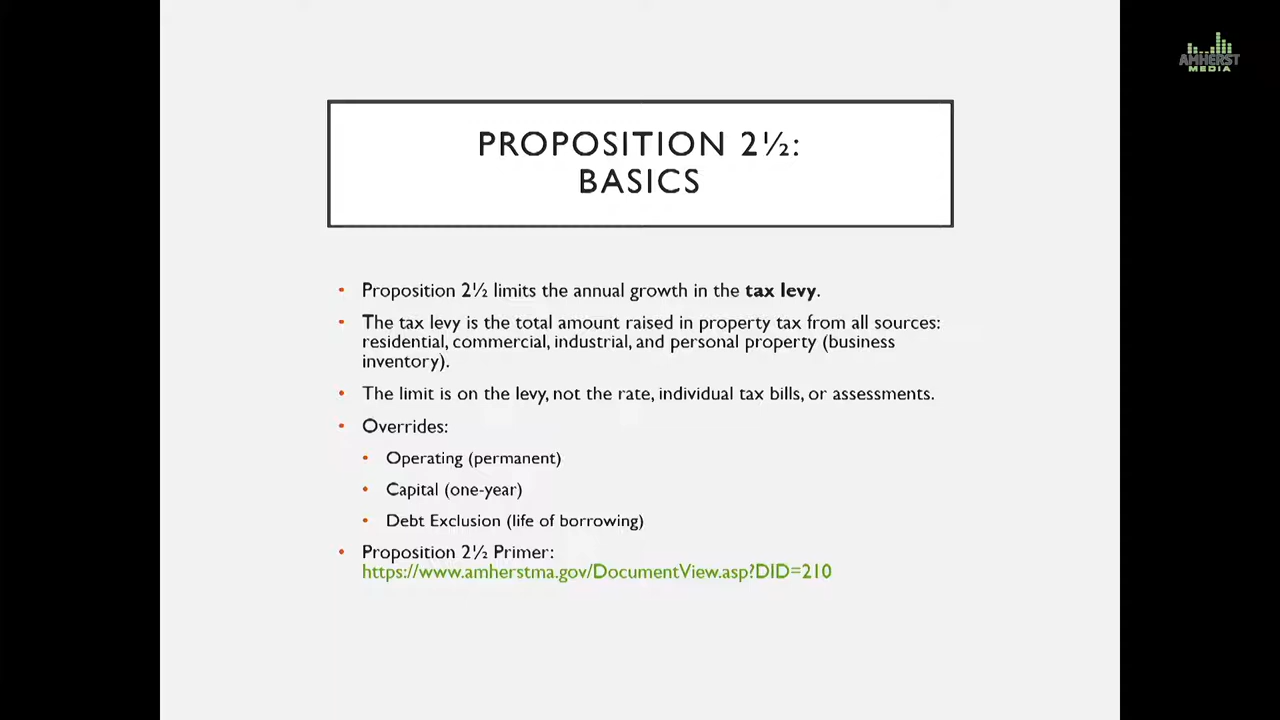 AMHERST
MEDIA
PROPOSITION 2½:
BASICS
• Proposition 2½ limits the annual growth in the tax levy.
• The tax levy is the total amount raised in property tax from all sources:
residential, commercial, industrial, and personal property (business
inventory).
• The limit is on the levy, not the rate, individual tax bills, or assessments.
• Overrides:
• Operating (permanent)
• Capital (one-year)
• Debt Exclusion (life of borrowing)
• Proposition 2½ Primer:
https://www.amherstma.gov/DocumentView.asp?DID=210